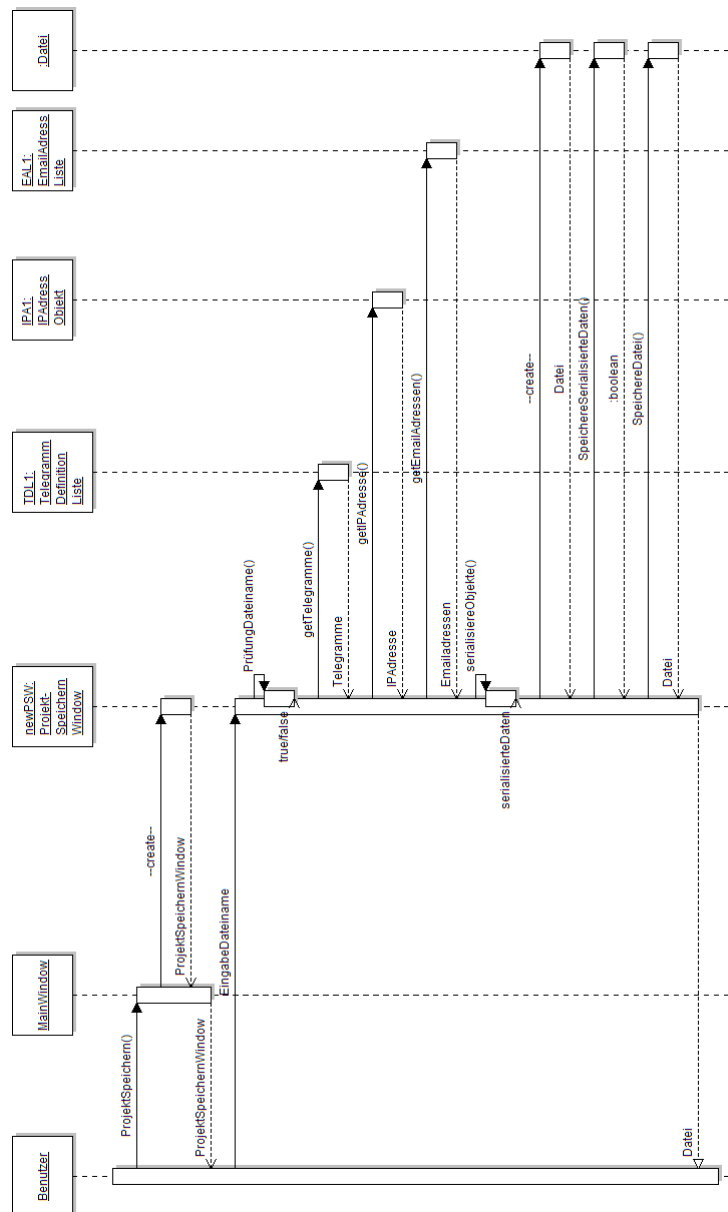 Benutzer
MainWindow
newPSW:
Projekt-
Speichern
Window
TDL1:
Telegramm
Definition
Liste
IPA1:
IPAdress
Objekt
EAL1:
EmailAdress
Liste
:Datei
ProjektSpeichern()
--create--
ProjektSpeichernWindow
ProjektSpeichernWindow
EingabeDateiname
PrüfungDateiname()
true/false
getTelegramme()
Telegramme
getIPAdresse()
IPAdresse
getEmailAdressen()
Emailadressen
serialisiereObjekte()
serialisierteDaten
--create--
Datei
SpeichereSerialisierteDaten()
:boolean
SpeichereDatei()
Datei
Datei